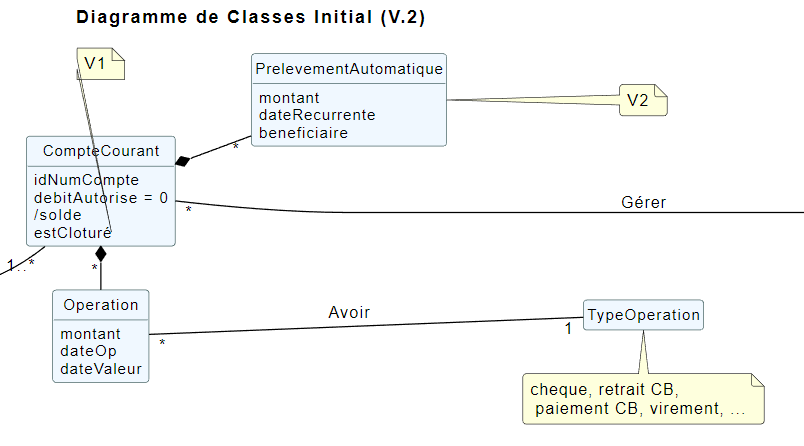 Diagramme de Classes Initial (V.2)
V1
PrelevementAutomatique
montant
dateRecurrente
beneficiaire
V2
*
CompteCourant
idNumCompte
debitAutorise = 0
/solde
estCloturé
*
Gérer
1..*
*
Operation
montant
dateOp
dateValeur
*
Avoir
1
TypeOperation
cheque, retrait CB,
paiement CB, virement, ...